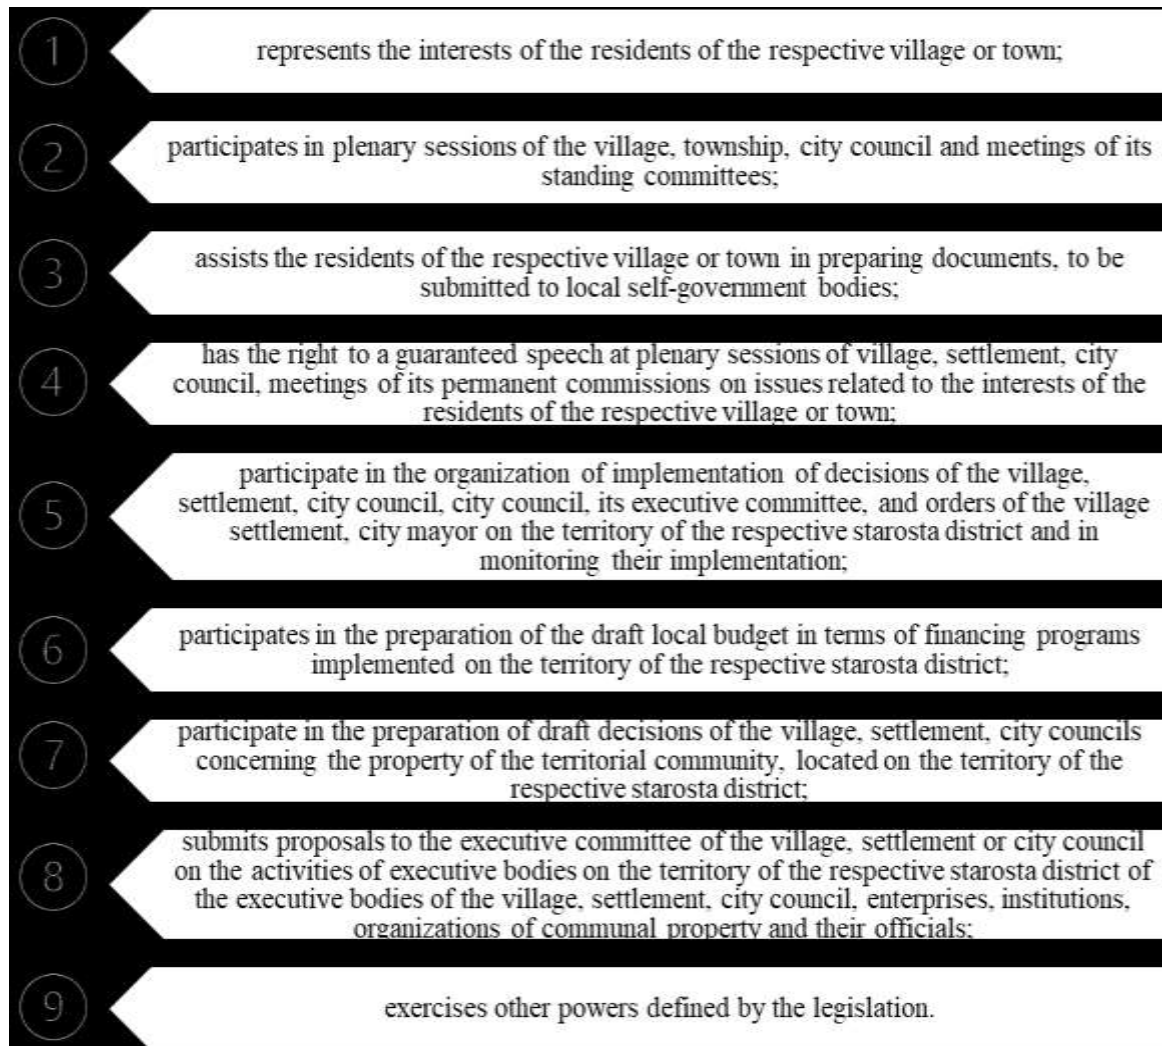 1
represents the interests of the residents of the respective village or town;
2
participates in plenary sessions of the village, township, city council and meetings of its
standing committees;
3
assists the residents of the respective village or town in preparing documents, to be
submitted to local self-government bodies;
4
has the right to a guaranteed speech at plenary sessions of village, settlement, city
council, meetings of its permanent commissions on issues related to the interests of the
residents of the respective village or town;
5
participate in the organization of implementation of decisions of the village,
settlement, city council, city council, its executive committee, and orders of the village
settlement, city mayor on the territory of the respective starosta district and in
monitoring their implementation;
6
participates in the preparation of the draft local budget in terms of financing programs
implemented on the territory of the respective starosta district;
7
participate in the preparation of draft decisions of the village, settlement, city councils
concerning the property of the territorial community, located on the territory of the
respective starosta district;
8
submits proposals to the executive committee of the village, settlement or city council
on the activities of executive bodies on the territory of the respective starosta district of
the executive bodies of the village, settlement, city council, enterprises, institutions,
organizations of communal property and their officials;
9
exercises other powers defined by the legislation.